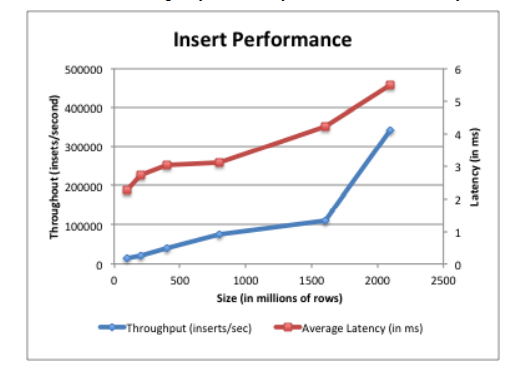 Insert Performance
500000
400000
300000
200000
100000
0
Throughout (insets/second)
6
5
4
3
2
1
0
Latency (in ms)
0 500 1000 1500 2000 2500
Size (in millions of rows)
Throughput (inserts/sec) Average Latency (in ms)